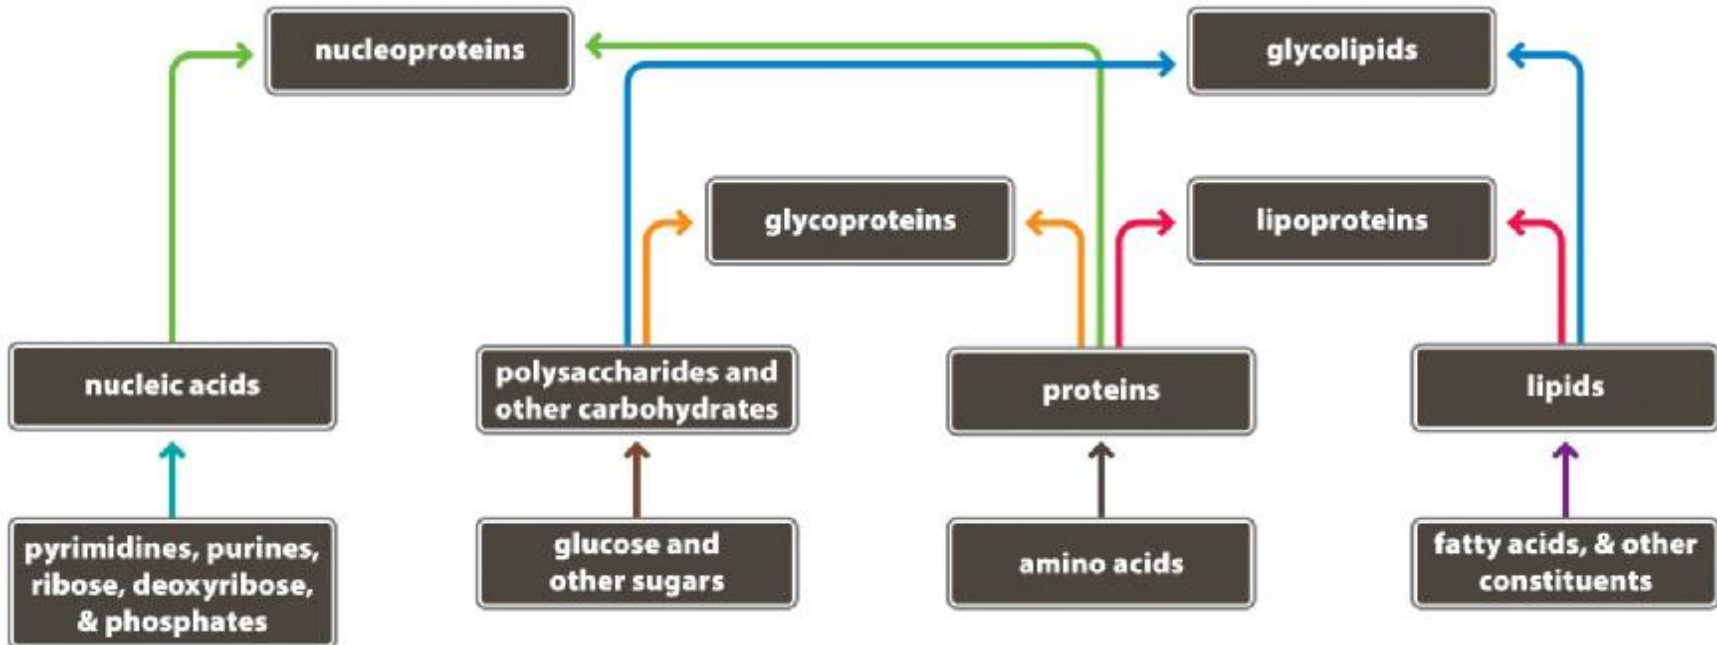 nucleoproteins
glycolipids
glycoproteins
lipoproteins
nucleic acids
polysaccharides and
other carbohydrates
proteins
lipids
pyrimidines, purines,
ribose, deoxyribose,
& phosphates
glucose and
other sugars
amino acids
fatty acids, & other
constituents